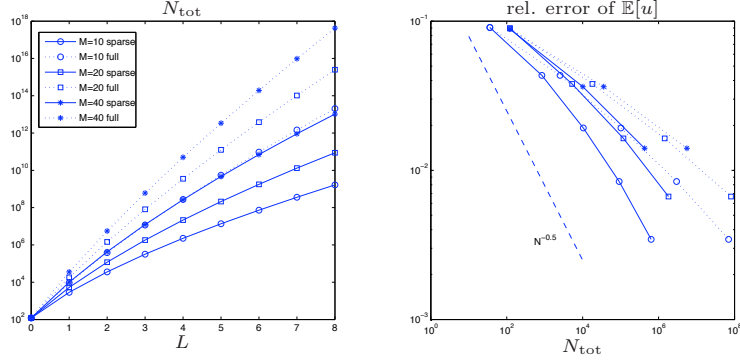 N_tot
10^18
10^16
10^14
10^12
10^10
10^8
10^6
10^4
10^2
M=10 sparse
M=10 full
M=20 sparse
M=20 full
M=40 sparse
M=40 full
0 1 2 3 4 5 6 7 8
L
rel. error of 𝔼[u]
10^-1
10^-2
10^-3
N^-0.5
10^0 10^2 10^4 10^6 10^8
N_tot